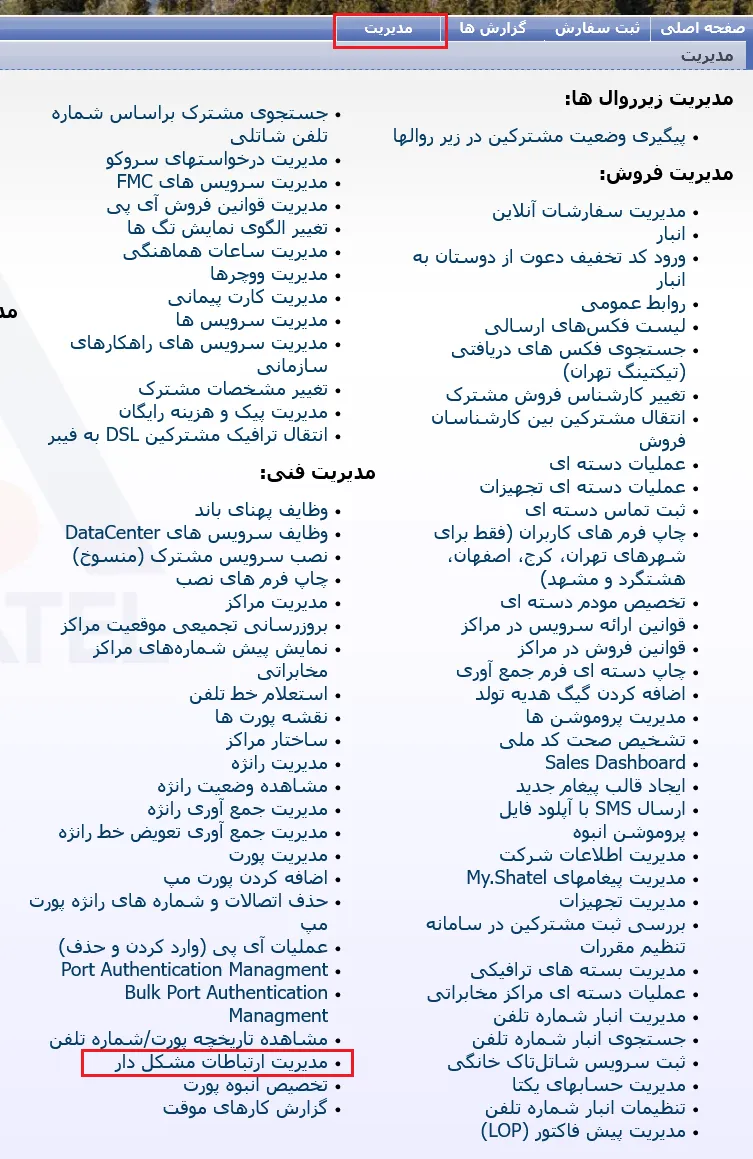 صفحه اصلی ثبت سفارش گزارش ها مدیریت
مدیریت
مدیریت زیرروال ها:
پیگیری وضعیت مشترکین در زیر روالها
مدیریت فروش:
مدیریت سفارشات آنلاین
انبار
ورود کد تخفیف دعوت از دوستان به
انبار
روابط عمومی
لیست فکس‌های ارسالی
جستجوی فکس های دریافتی
(تیکتینگ تهران)
تغییر کارشناس فروش مشترک
انتقال مشترکین بین کارشناسان
فروش
عملیات دسته ای
عملیات دسته ای تجهیزات
ثبت تماس دسته ای
چاپ فرم های کاربران (فقط برای
شهرهای تهران، کرج، اصفهان،
هشتگرد و مشهد)
تخصیص مودم دسته ای
قوانین ارائه سرویس در مراکز
قوانین فروش در مراکز
چاپ دسته ای فرم جمع آوری
اضافه کردن گیگ هدیه تولد
مدیریت پروموشن ها
تشخیص صحت کد ملی
Sales Dashboard
ایجاد قالب پیغام جدید
ارسال SMS با آپلود فایل
پروموشن انبوه
مدیریت اطلاعات شرکت
مدیریت پیغامهای My.Shatel
مدیریت تجهیزات
بررسی ثبت مشترکین در سامانه
تنظیم مقررات
مدیریت بسته های ترافیکی
عملیات دسته ای مراکز مخابراتی
مدیریت انبار شماره تلفن
جستجوی انبار شماره تلفن
ثبت سرویس شاتل‌تاک خانگی
مدیریت حسابهای یکتا
تنظیمات انبار شماره تلفن
مدیریت پیش فاکتور (LOP)
جستجوی مشترک براساس شماره
تلفن شاتلی
مدیریت درخواستهای سروکو
مدیریت سرویس های FMC
مدیریت قوانین فروش آی پی
تغییر الگوی نمایش تگ ها
مدیریت ساعات هماهنگی
مدیریت ووچرها
مدیریت کارت پیمانی
مدیریت سرویس ها
مدیریت سرویس های راهکارهای
سازمانی
تغییر مشخصات مشترک
مدیریت پیک و هزینه رایگان
انتقال ترافیک مشترکین DSL به فیبر
مدیریت فنی:
وظایف پهنای باند
وظایف سرویس های DataCenter
نصب سرویس مشترک (منسوخ)
چاپ فرم های نصب
مدیریت مراکز
بروزرسانی تجمیعی موقعیت مراکز
نمایش پیش شماره‌های مراکز
مخابراتی
استعلام خط تلفن
نقشه پورت ها
ساختار مراکز
مدیریت رانژه
مشاهده وضعیت رانژه
مدیریت جمع آوری رانژه
مدیریت جمع آوری تعویض خط رانژه
مدیریت پورت
اضافه کردن پورت مپ
حذف اتصالات و شماره های رانژه پورت
مپ
عملیات آی پی (وارد کردن و حذف)
Port Authentication Managment
Bulk Port Authentication
Managment
مشاهده تاریخچه پورت/شماره تلفن
مدیریت ارتباطات مشکل دار
تخصیص انبوه پورت
گزارش کارهای موقت